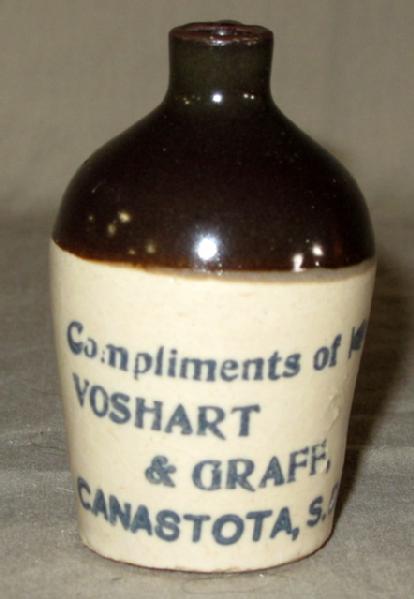 Compliments of
VOSHART
& GRAFF,
CANASTOTA, S.